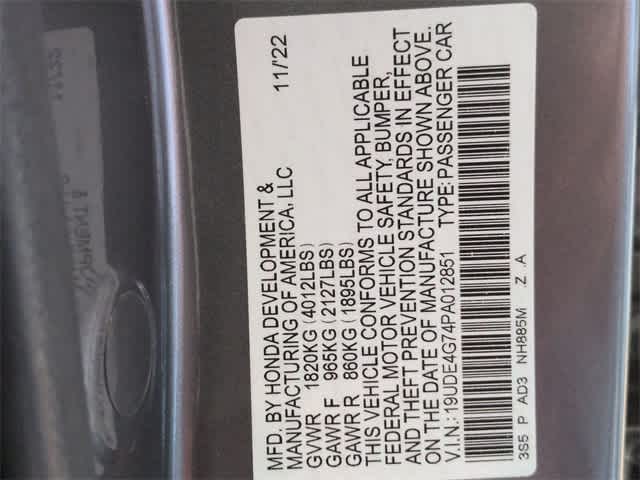 MFD. BY HONDA DEVELOPMENT &
MANUFACTURING OF AMERICA, LLC 11/'22
GVWR 1820KG (4012LBS)
GAWR F 965KG (2127LBS)
GAWR R 860KG (1895LBS)
THIS VEHICLE CONFORMS TO ALL APPLICABLE
FEDERAL MOTOR VEHICLE SAFETY, BUMPER,
AND THEFT PREVENTION STANDARDS IN EFFECT
ON THE DATE OF MANUFACTURE SHOWN ABOVE.
V.I.N.: 19UDE4G74PA012851 TYPE: PASSENGER CAR
3S5 P AD3 NH885M Z .A